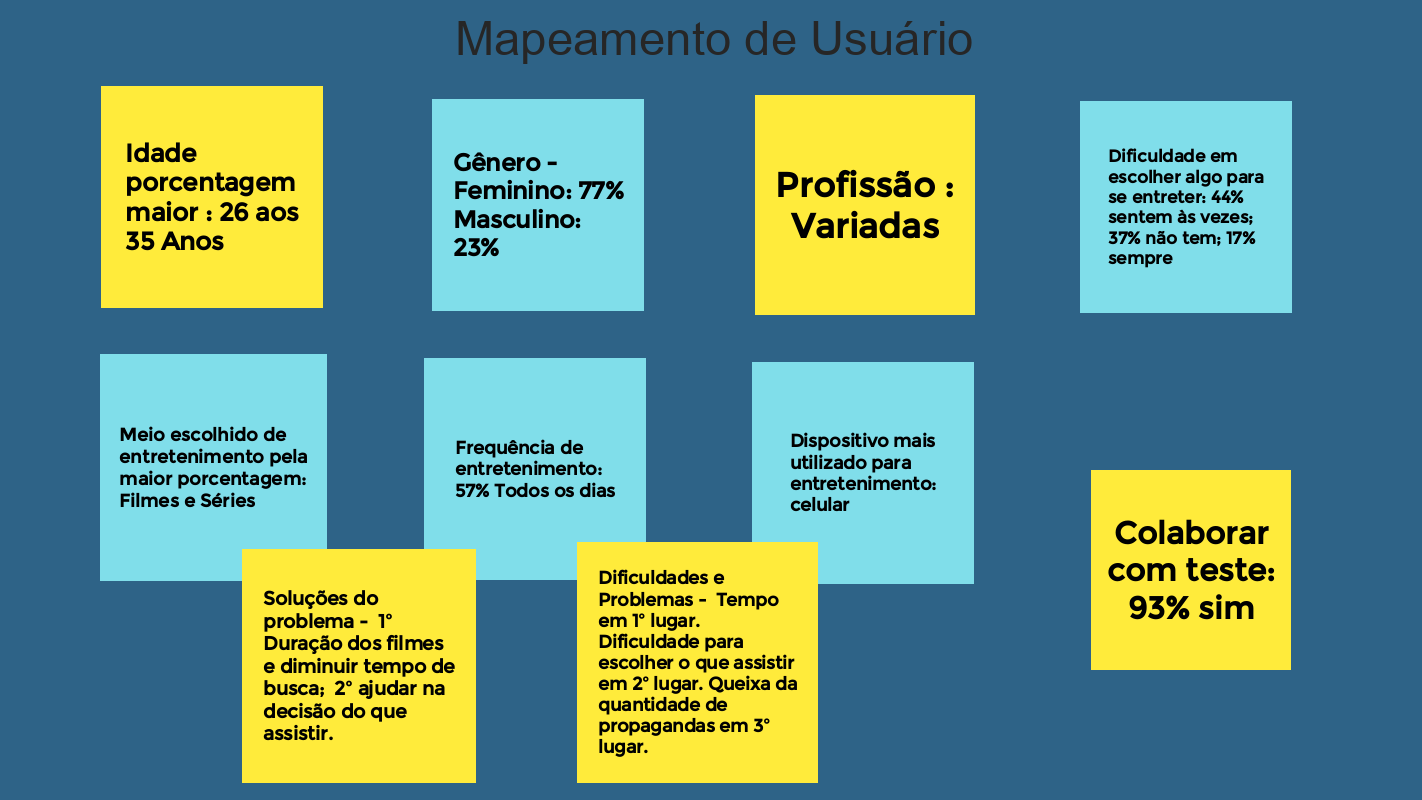 Mapeamento de Usuário
Idade
porcentagem
maior : 26 aos
35 Anos
Gênero -
Feminino: 77%
Masculino:
23%
Profissão :
Variadas
Dificuldade em
escolher algo para
se entreter: 44%
sentem às vezes;
37% não tem; 17%
sempre
Meio escolhido de
entretenimento pela
maior porcentagem:
Filmes e Séries
Frequência de
entretenimento:
57% Todos os dias
Dispositivo mais
utilizado para
entretenimento:
celular
Colaborar
com teste:
93% sim
Soluções do
problema - 1°
Duração dos filmes
e diminuir tempo de
busca; 2° ajudar na
decisão do que
assistir.
Dificuldades e
Problemas - Tempo
em 1° lugar.
Dificuldade para
escolher o que assistir
em 2° lugar. Queixa da
quantidade de
propagandas em 3°
lugar.